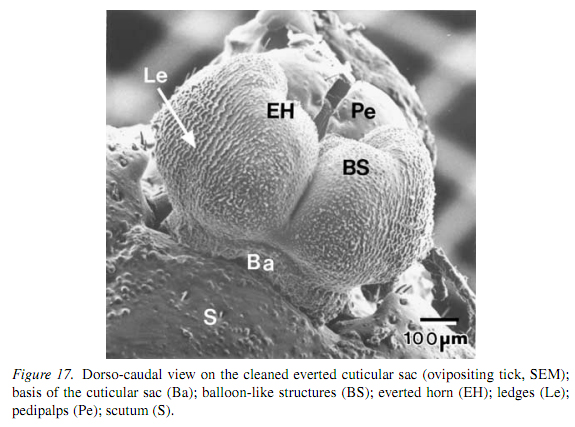 Le
EH
Pe
BS
Ba
S
100μm
Figure 17. Dorso-caudal view on the cleaned everted cuticular sac (ovipositing tick, SEM);
basis of the cuticular sac (Ba); balloon-like structures (BS); everted horn (EH); ledges (Le);
pedipalps (Pe); scutum (S).